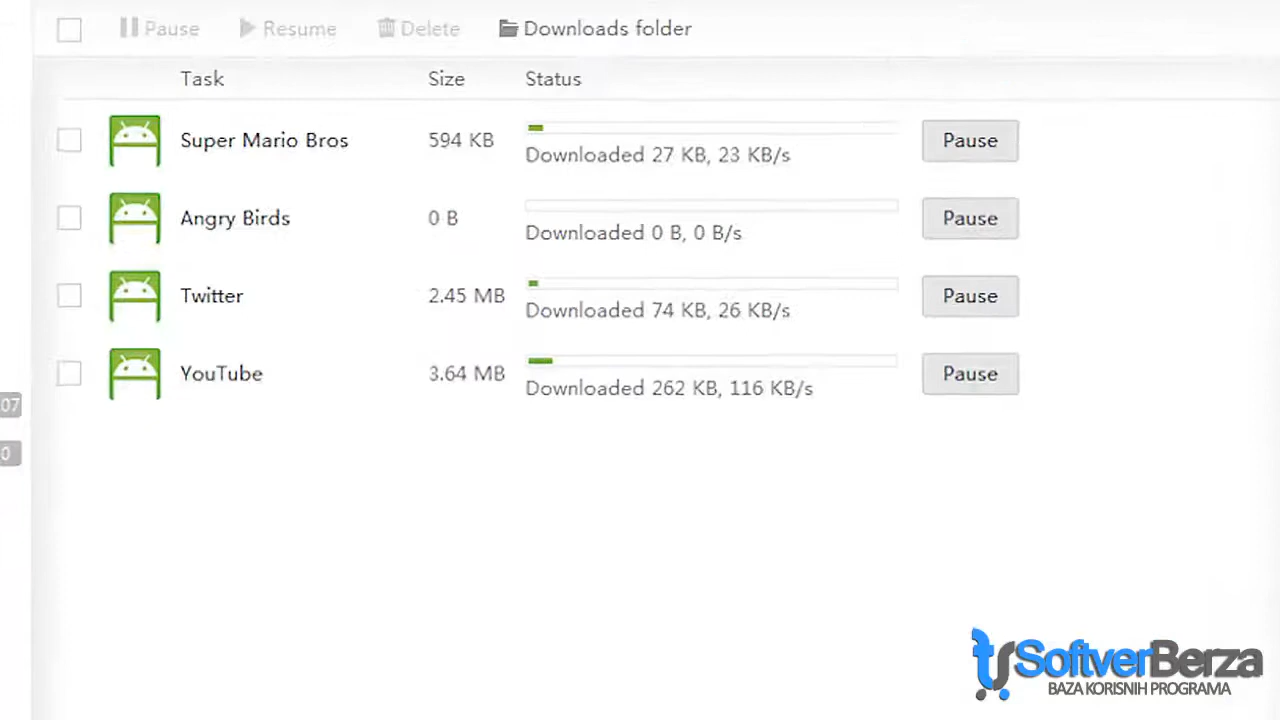 Pause Resume Delete Downloads folder
Task Size Status
Super Mario Bros 594 KB Downloaded 27 KB, 23 KB/s Pause
Angry Birds 0 B Downloaded 0 B, 0 B/s Pause
Twitter 2.45 MB Downloaded 74 KB, 26 KB/s Pause
YouTube 3.64 MB Downloaded 262 KB, 116 KB/s Pause
07
0
SoftverBerza
BAZA KORISNIH PROGRAMA